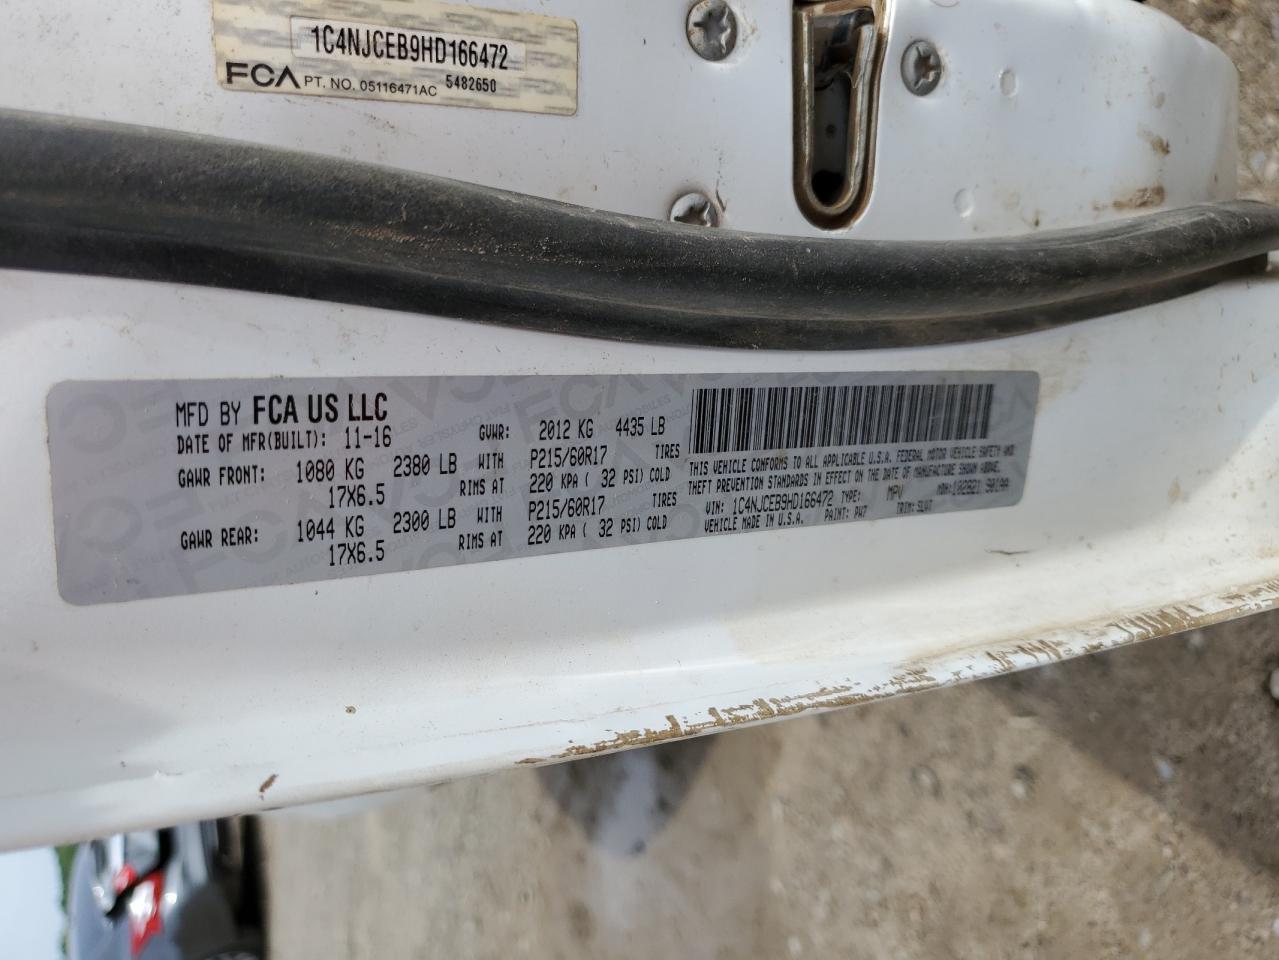 1C4NJCEB9HD166472
FCA PT. NO. 05116471AC 5482650
MFD BY FCA US LLC
DATE OF MFR(BUILT): 11-16 GVWR: 2012 KG 4435 LB
GAWR FRONT: 1080 KG 2380 LB WITH P215/60R17 TIRES
17X6.5 RIMS AT 220 KPA ( 32 PSI) COLD
GAWR REAR: 1044 KG 2300 LB WITH P215/60R17 TIRES
17X6.5 RIMS AT 220 KPA ( 32 PSI) COLD
THIS VEHICLE CONFORMS TO ALL APPLICABLE U.S.A. FEDERAL MOTOR VEHICLE SAFETY AND
THEFT PREVENTION STANDARDS IN EFFECT ON THE DATE OF MANUFACTURE SHOWN ABOVE.
VIN: 1C4NJCEB9HD166472 TYPE: MPV MDH:
VEHICLE MADE IN U.S.A. PAINT: PW7 TRIM: